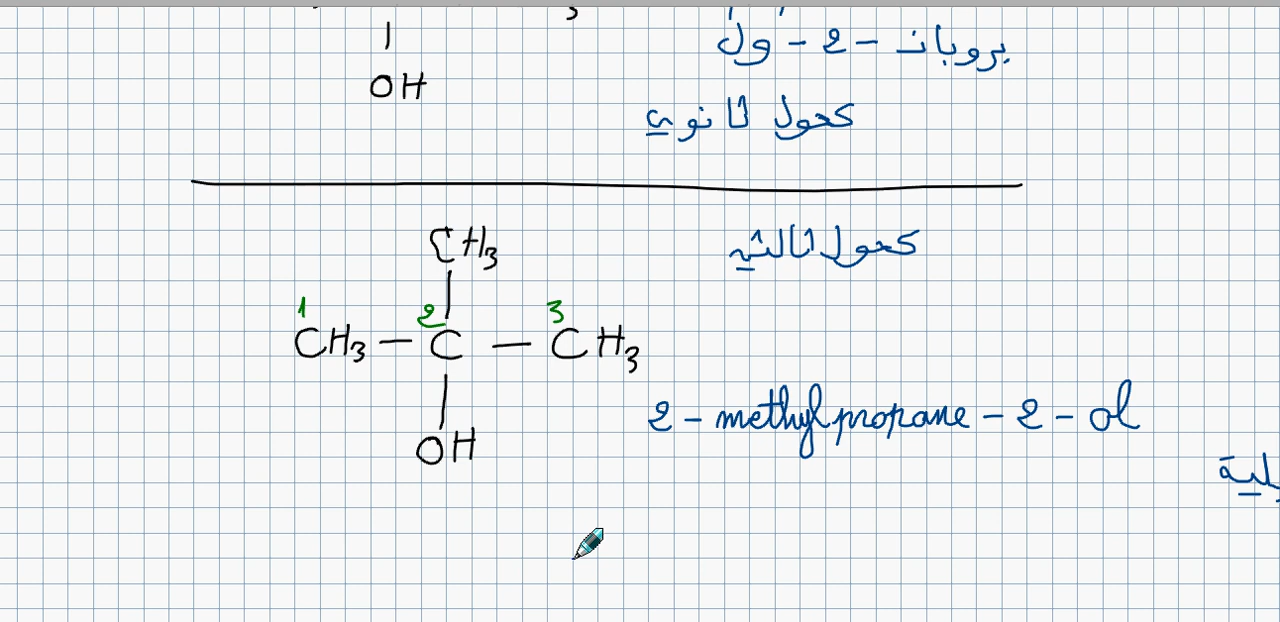 OH
بروبان - 2 - ول
كحول ثانوي
كحول ثالثي
CH3
1 2 3
CH3 - C - CH3
OH
2 - methylpropane - 2 - ol